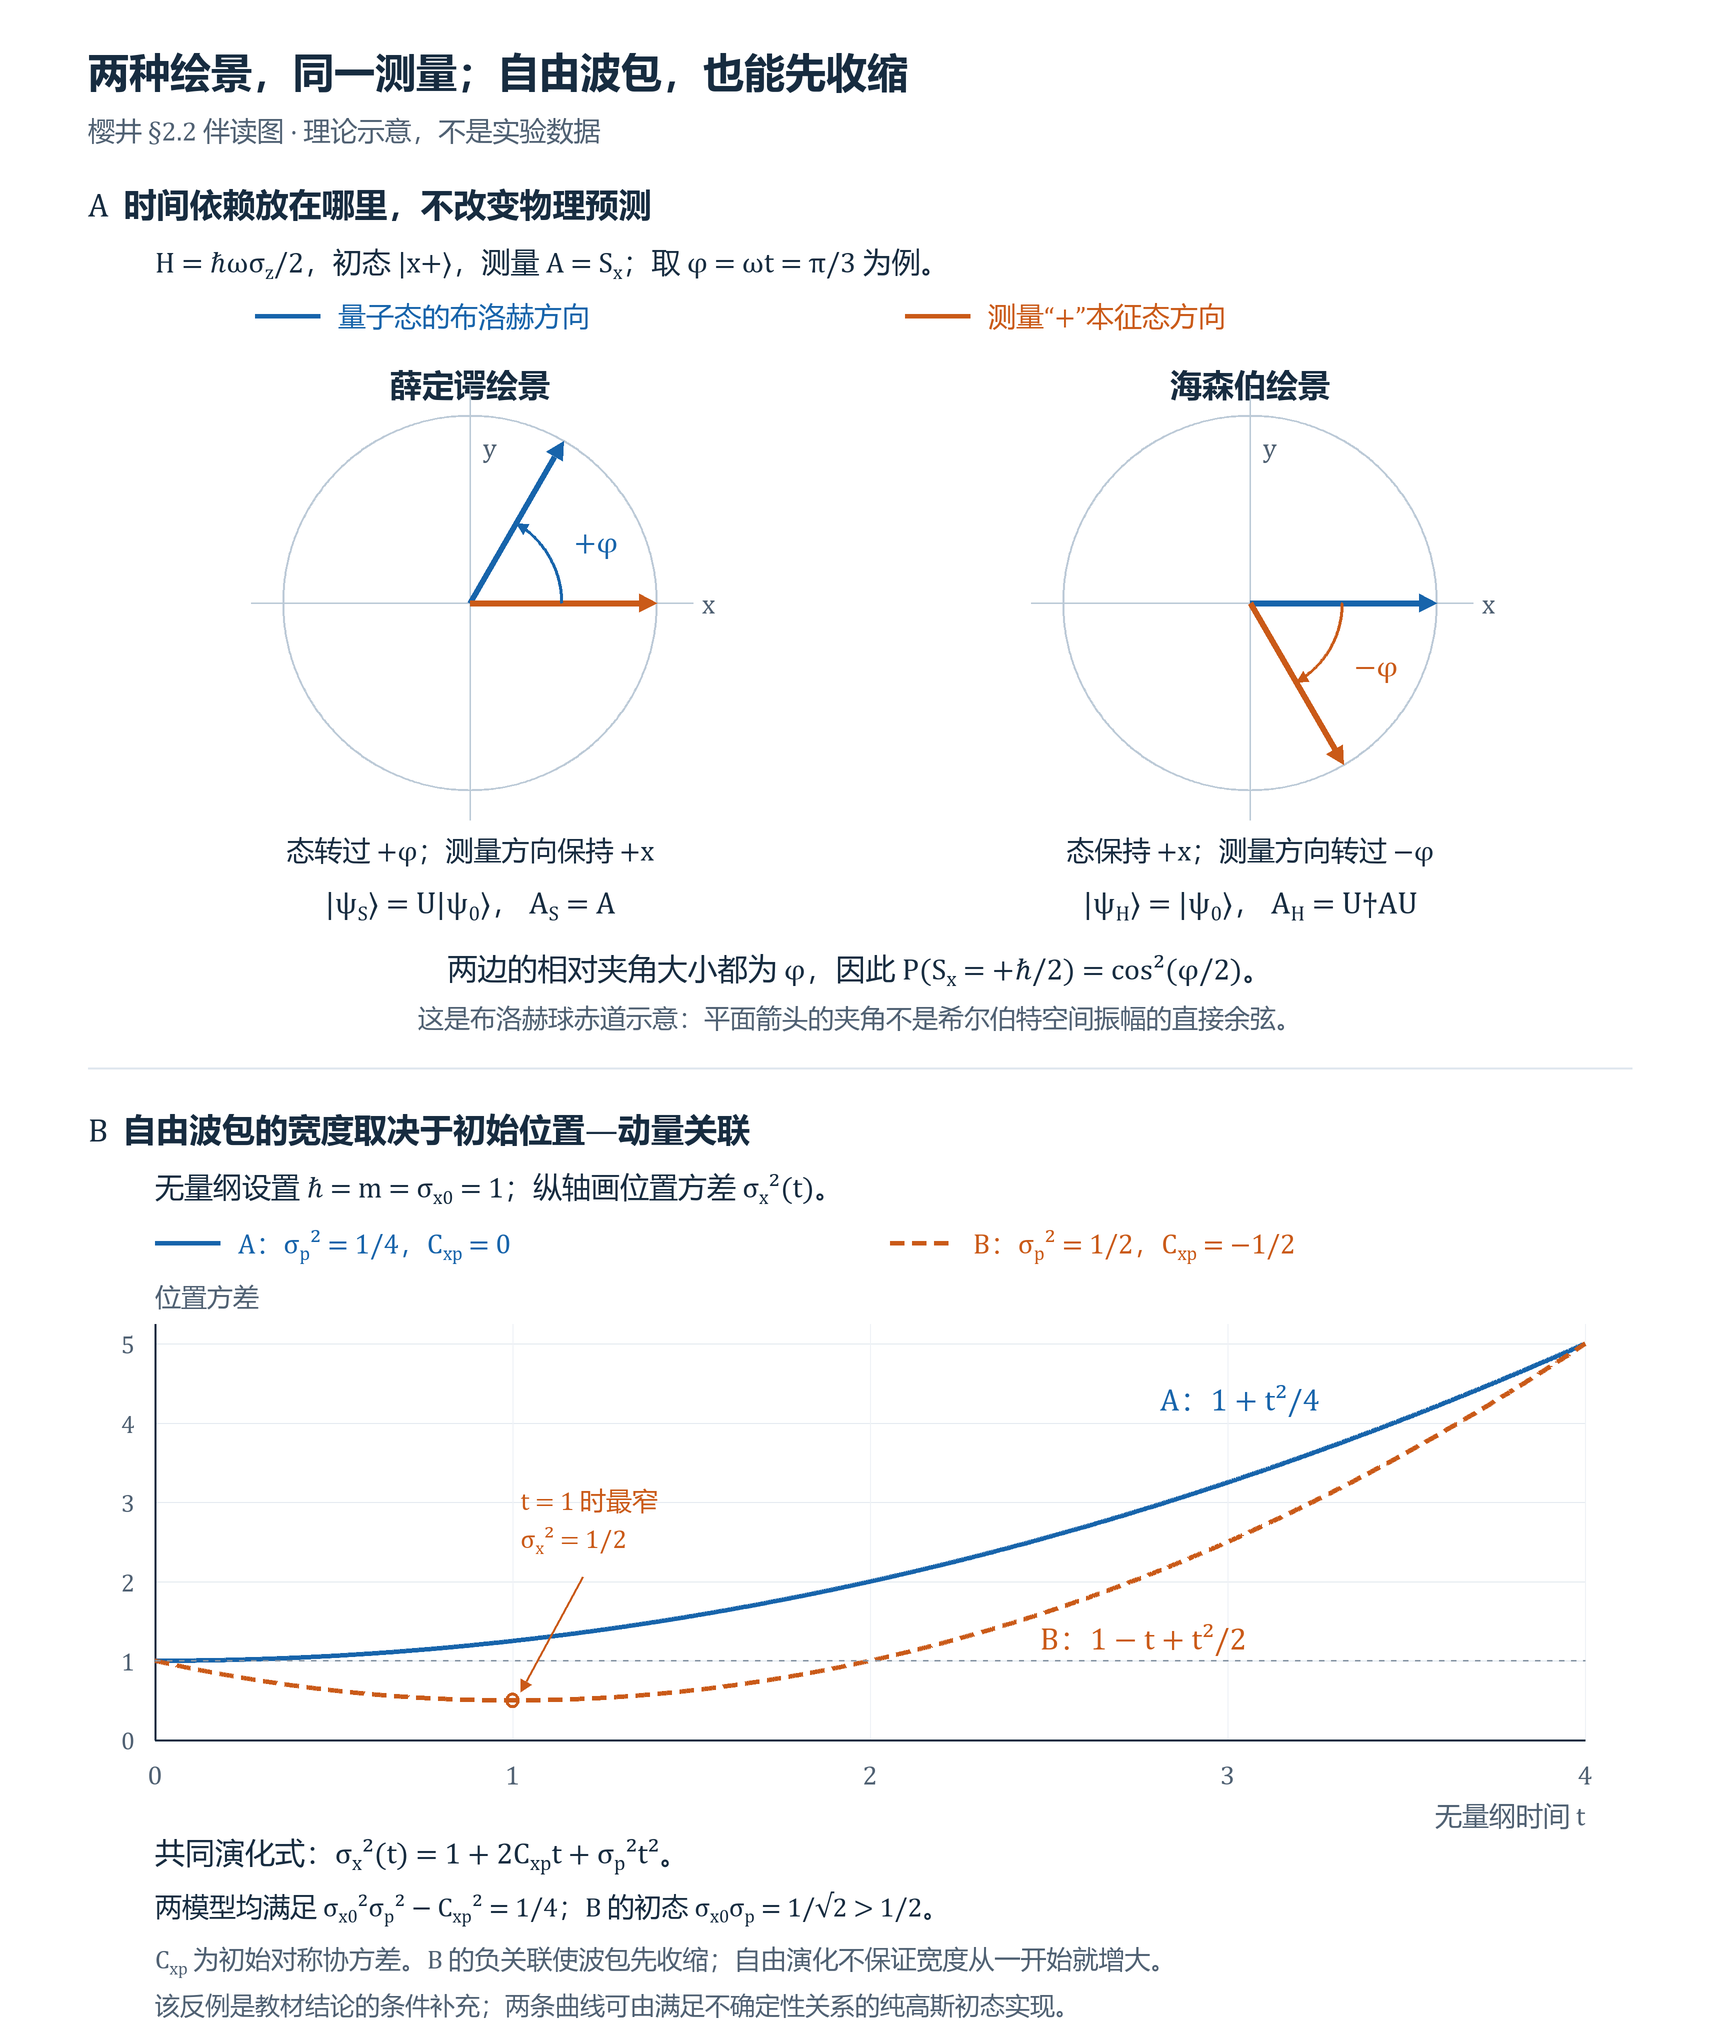 两种绘景，同一测量；自由波包，也能先收缩
樱井 §2.2 伴读图 · 理论示意，不是实验数据
A 时间依赖放在哪里，不改变物理预测
H = ℏωσz/2，初态 |x+⟩，测量 A = Sx；取 φ = ωt = π/3 为例。
量子态的布洛赫方向
测量“+”本征态方向
薛定谔绘景
y
+φ
x
态转过 +φ；测量方向保持 +x
|ψS⟩ = U|ψ0⟩， AS = A
海森伯绘景
y
x
−φ
态保持 +x；测量方向转过 −φ
|ψH⟩ = |ψ0⟩， AH = U†AU
两边的相对夹角大小都为 φ，因此 P(Sx = +ℏ/2) = cos²(φ/2)。
这是布洛赫球赤道示意：平面箭头的夹角不是希尔伯特空间振幅的直接余弦。
B 自由波包的宽度取决于初始位置—动量关联
无量纲设置 ℏ = m = σx0 = 1；纵轴画位置方差 σx²(t)。
A：σp² = 1/4，Cxp = 0
B：σp² = 1/2，Cxp = −1/2
位置方差
5
4
3
2
1
0
A：1 + t²/4
t = 1 时最窄
σx² = 1/2
B：1 − t + t²/2
0 1 2 3 4
无量纲时间 t
共同演化式：σx²(t) = 1 + 2Cxpt + σp²t²。
两模型均满足 σx0²σp² − Cxp² = 1/4；B 的初态 σx0σp = 1/√2 > 1/2。
Cxp 为初始对称协方差。B 的负关联使波包先收缩；自由演化不保证宽度从一开始就增大。
该反例是教材结论的条件补充；两条曲线可由满足不确定性关系的纯高斯初态实现。